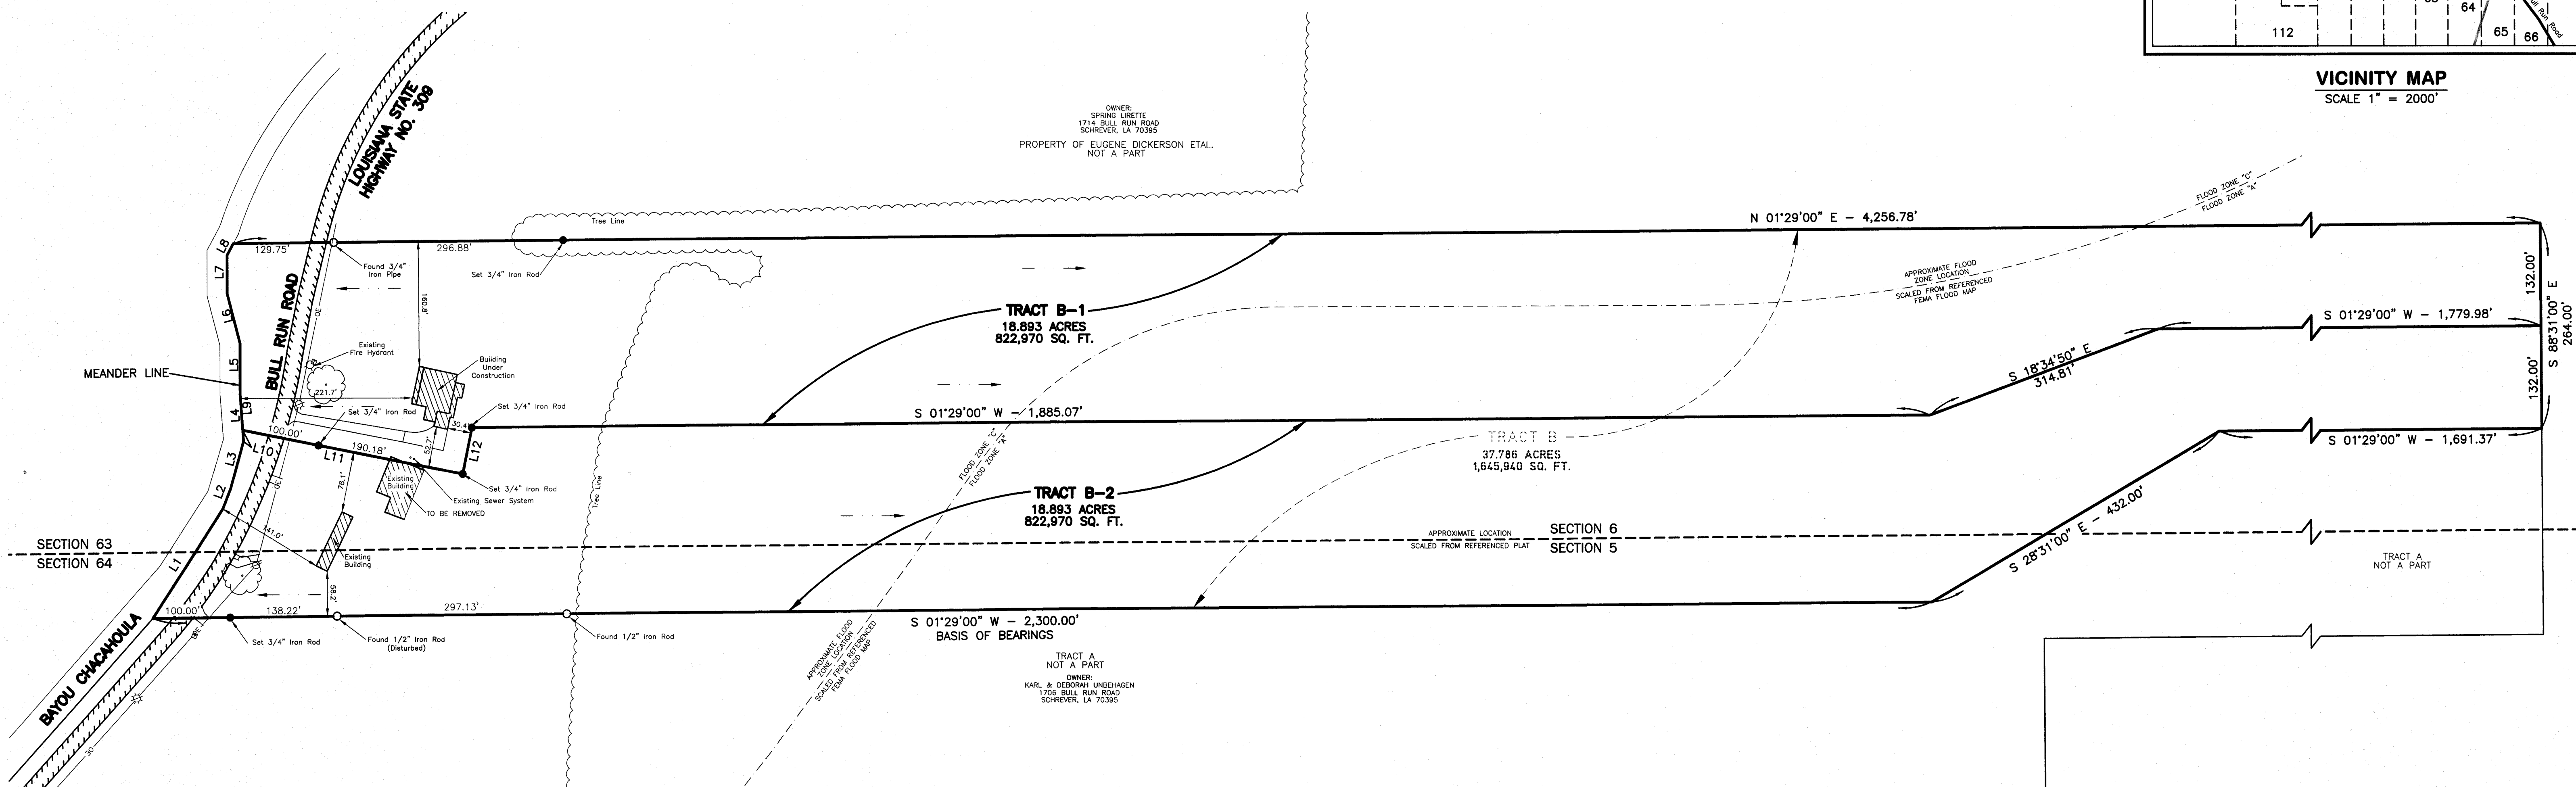 63
64
65
66
112
Bull Run Road
VICINITY MAP
SCALE 1" = 2000'
LOUISIANA STATE
HIGHWAY NO. 309
OWNER:
SPRING LIRETTE
1714 BULL RUN ROAD
SCHREVER, LA 70395
PROPERTY OF EUGENE DICKERSON ETAL.
NOT A PART
FLOOD ZONE "C"
FLOOD ZONE "A"
Tree Line
N 01°29'00" E - 4,256.78'
L8
129.75'
296.88'
Found 3/4"
Iron Pipe
Set 3/4" Iron Rod
L7
L6
L5
L4
L9
L3
L2
L1
MEANDER LINE
BULL RUN ROAD
OE
160.8'
Existing
Fire Hydrant
Building
Under
Construction
221.7'
Set 3/4" Iron Rod
Set 3/4" Iron Rod
30.4'
52.7'
100.00'
L10
L11
190.18'
L12
Set 3/4" Iron Rod
78.1'
Existing
Building
Existing Sewer System
TO BE REMOVED
OE
141.0'
Existing
Building
58.2'
Tree Line
TRACT B-1
18.893 ACRES
822,970 SQ. FT.
APPROXIMATE FLOOD
ZONE LOCATION
SCALED FROM REFERENCED
FEMA FLOOD MAP
S 01°29'00" W - 1,885.07'
S 18°34'50" E
314.81'
S 01°29'00" W - 1,779.98'
132.00'
132.00'
S 88°31'00" E
264.00'
S 01°29'00" W - 1,691.37'
FLOOD ZONE "C"
FLOOD ZONE "A"
TRACT B
37.786 ACRES
1,645,940 SQ. FT.
TRACT B-2
18.893 ACRES
822,970 SQ. FT.
S 28°31'00" E - 432.00'
SECTION 63
SECTION 64
APPROXIMATE LOCATION
SCALED FROM REFERENCED PLAT
SECTION 6
SECTION 5
TRACT A
NOT A PART
BAYOU CHACAHOULA
100.00'
138.22'
297.13'
Set 3/4" Iron Rod
Found 1/2" Iron Rod
(Disturbed)
Found 1/2" Iron Rod
OE
S 01°29'00" W - 2,300.00'
BASIS OF BEARINGS
APPROXIMATE FLOOD
ZONE LOCATION
SCALED FROM REFERENCED
FEMA FLOOD MAP
TRACT A
NOT A PART
OWNER:
KARL & DEBORAH UNBEHAGEN
1706 BULL RUN ROAD
SCHREVER, LA 70395